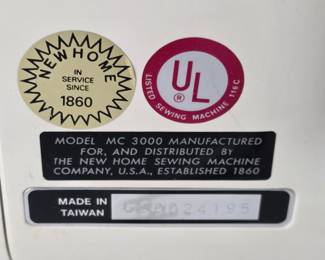 NEW HOME
IN
SERVICE
SINCE
1860
UL
®
LISTED SEWING MACHINE 116C
MODEL MC 3000 MANUFACTURED
FOR, AND DISTRIBUTED BY
THE NEW HOME SEWING MACHINE
COMPANY, U.S.A., ESTABLISHED 1860
MADE IN
TAIWAN